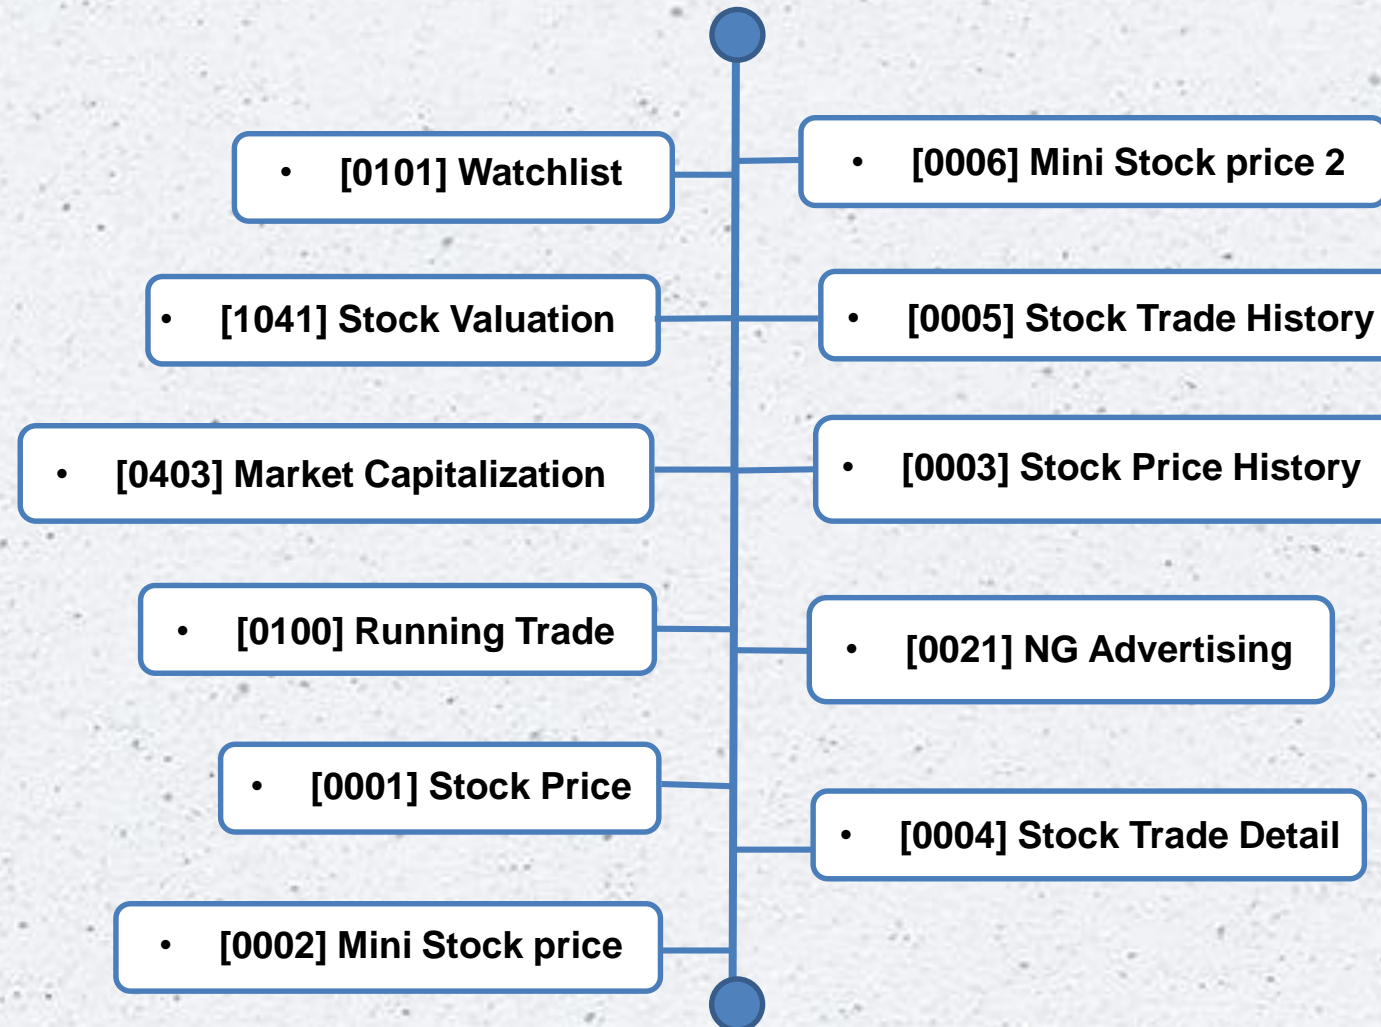 • [0101] Watchlist
• [1041] Stock Valuation
• [0403] Market Capitalization
• [0100] Running Trade
• [0001] Stock Price
• [0002] Mini Stock price
• [0006] Mini Stock price 2
• [0005] Stock Trade History
• [0003] Stock Price History
• [0021] NG Advertising
• [0004] Stock Trade Detail